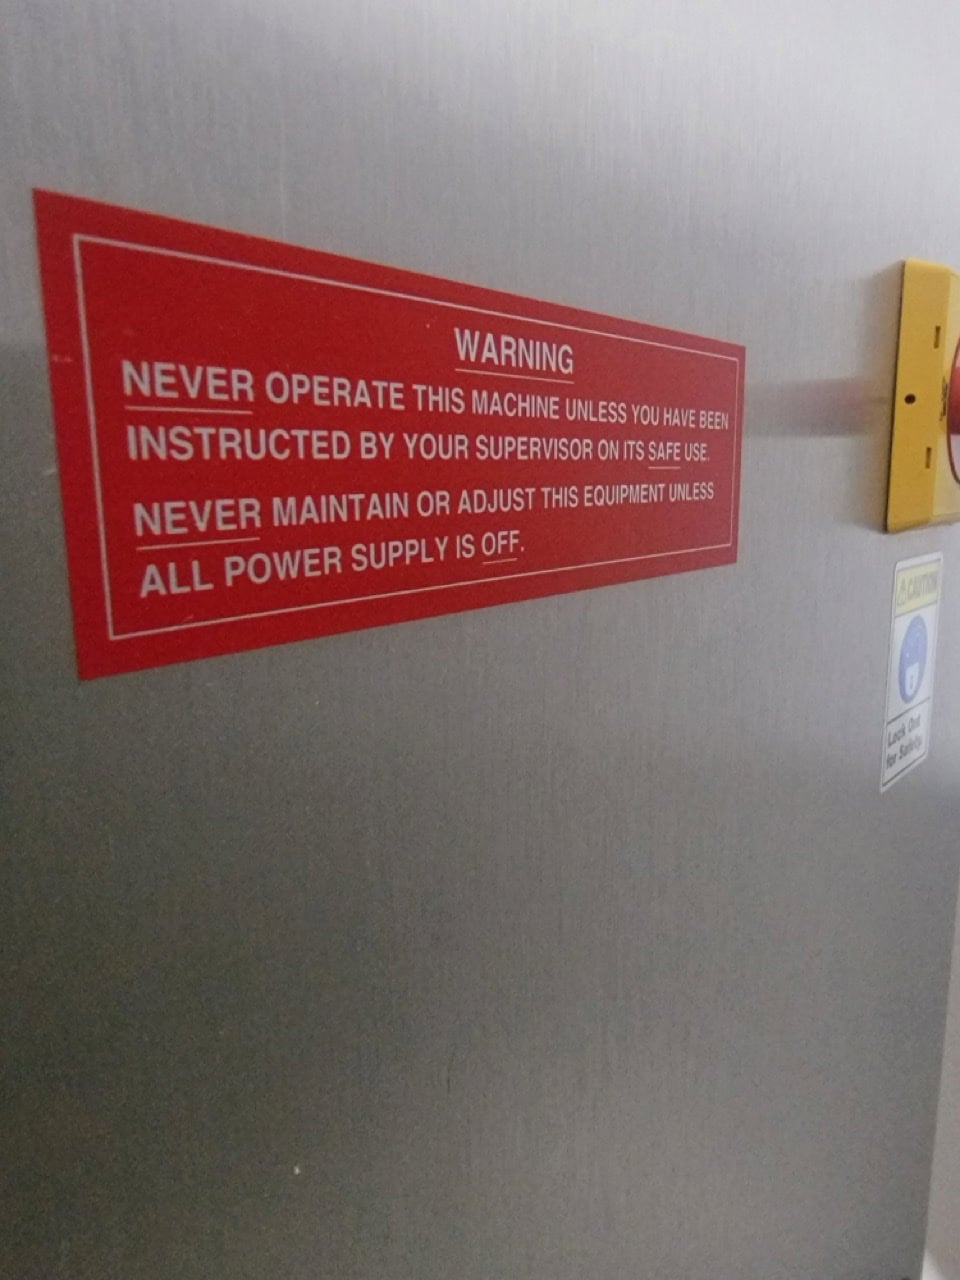 WARNING
NEVER OPERATE THIS MACHINE UNLESS YOU HAVE BEEN
INSTRUCTED BY YOUR SUPERVISOR ON ITS SAFE USE.
NEVER MAINTAIN OR ADJUST THIS EQUIPMENT UNLESS
ALL POWER SUPPLY IS OFF.
CAUTION
Lock Out
for Safety